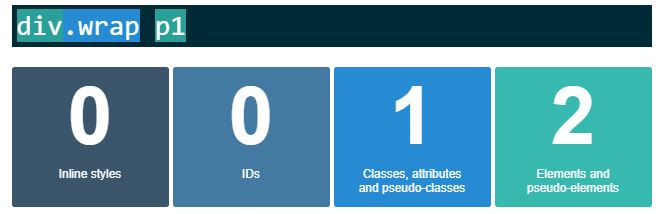 div.wrap p1
0
Inline styles
0
IDs
1
Classes, attributes
and pseudo-classes
2
Elements and
pseudo-elements